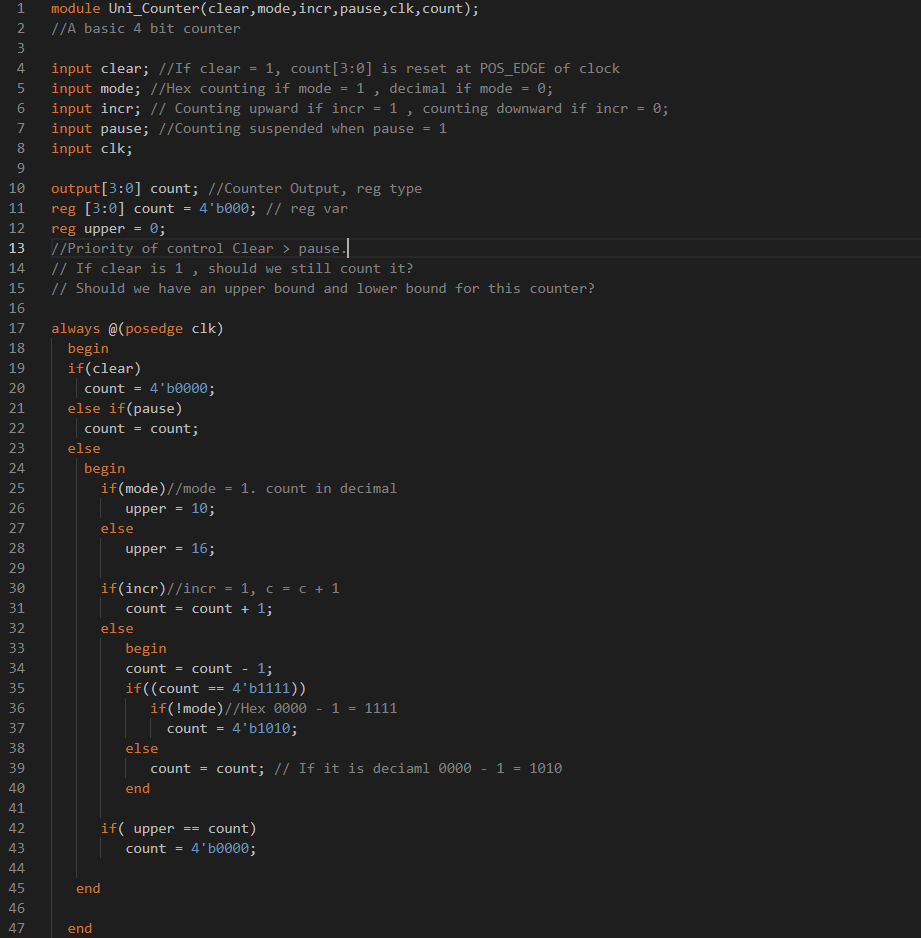 1 module Uni_Counter(clear,mode,incr,pause,clk,count);
2 //A basic 4 bit counter
3
4 input clear; //If clear = 1, count[3:0] is reset at POS_EDGE of clock
5 input mode; //Hex counting if mode = 1 , decimal if mode = 0;
6 input incr; // Counting upward if incr = 1 , counting downward if incr = 0;
7 input pause; //Counting suspended when pause = 1
8 input clk;
9
10 output[3:0] count; //Counter Output, reg type
11 reg [3:0] count = 4'b000; // reg var
12 reg upper = 0;
13 //Priority of control Clear > pause.
14 // If clear is 1 , should we still count it?
15 // Should we have an upper bound and lower bound for this counter?
16
17 always @(posedge clk)
18 begin
19 if(clear)
20 count = 4'b0000;
21 else if(pause)
22 count = count;
23 else
24 begin
25 if(mode)//mode = 1. count in decimal
26 upper = 10;
27 else
28 upper = 16;
29
30 if(incr)//incr = 1, c = c + 1
31 count = count + 1;
32 else
33 begin
34 count = count - 1;
35 if((count == 4'b1111))
36 if(!mode)//Hex 0000 - 1 = 1111
37 count = 4'b1010;
38 else
39 count = count; // If it is deciaml 0000 - 1 = 1010
40 end
41
42 if( upper == count)
43 count = 4'b0000;
44
45 end
46
47 end